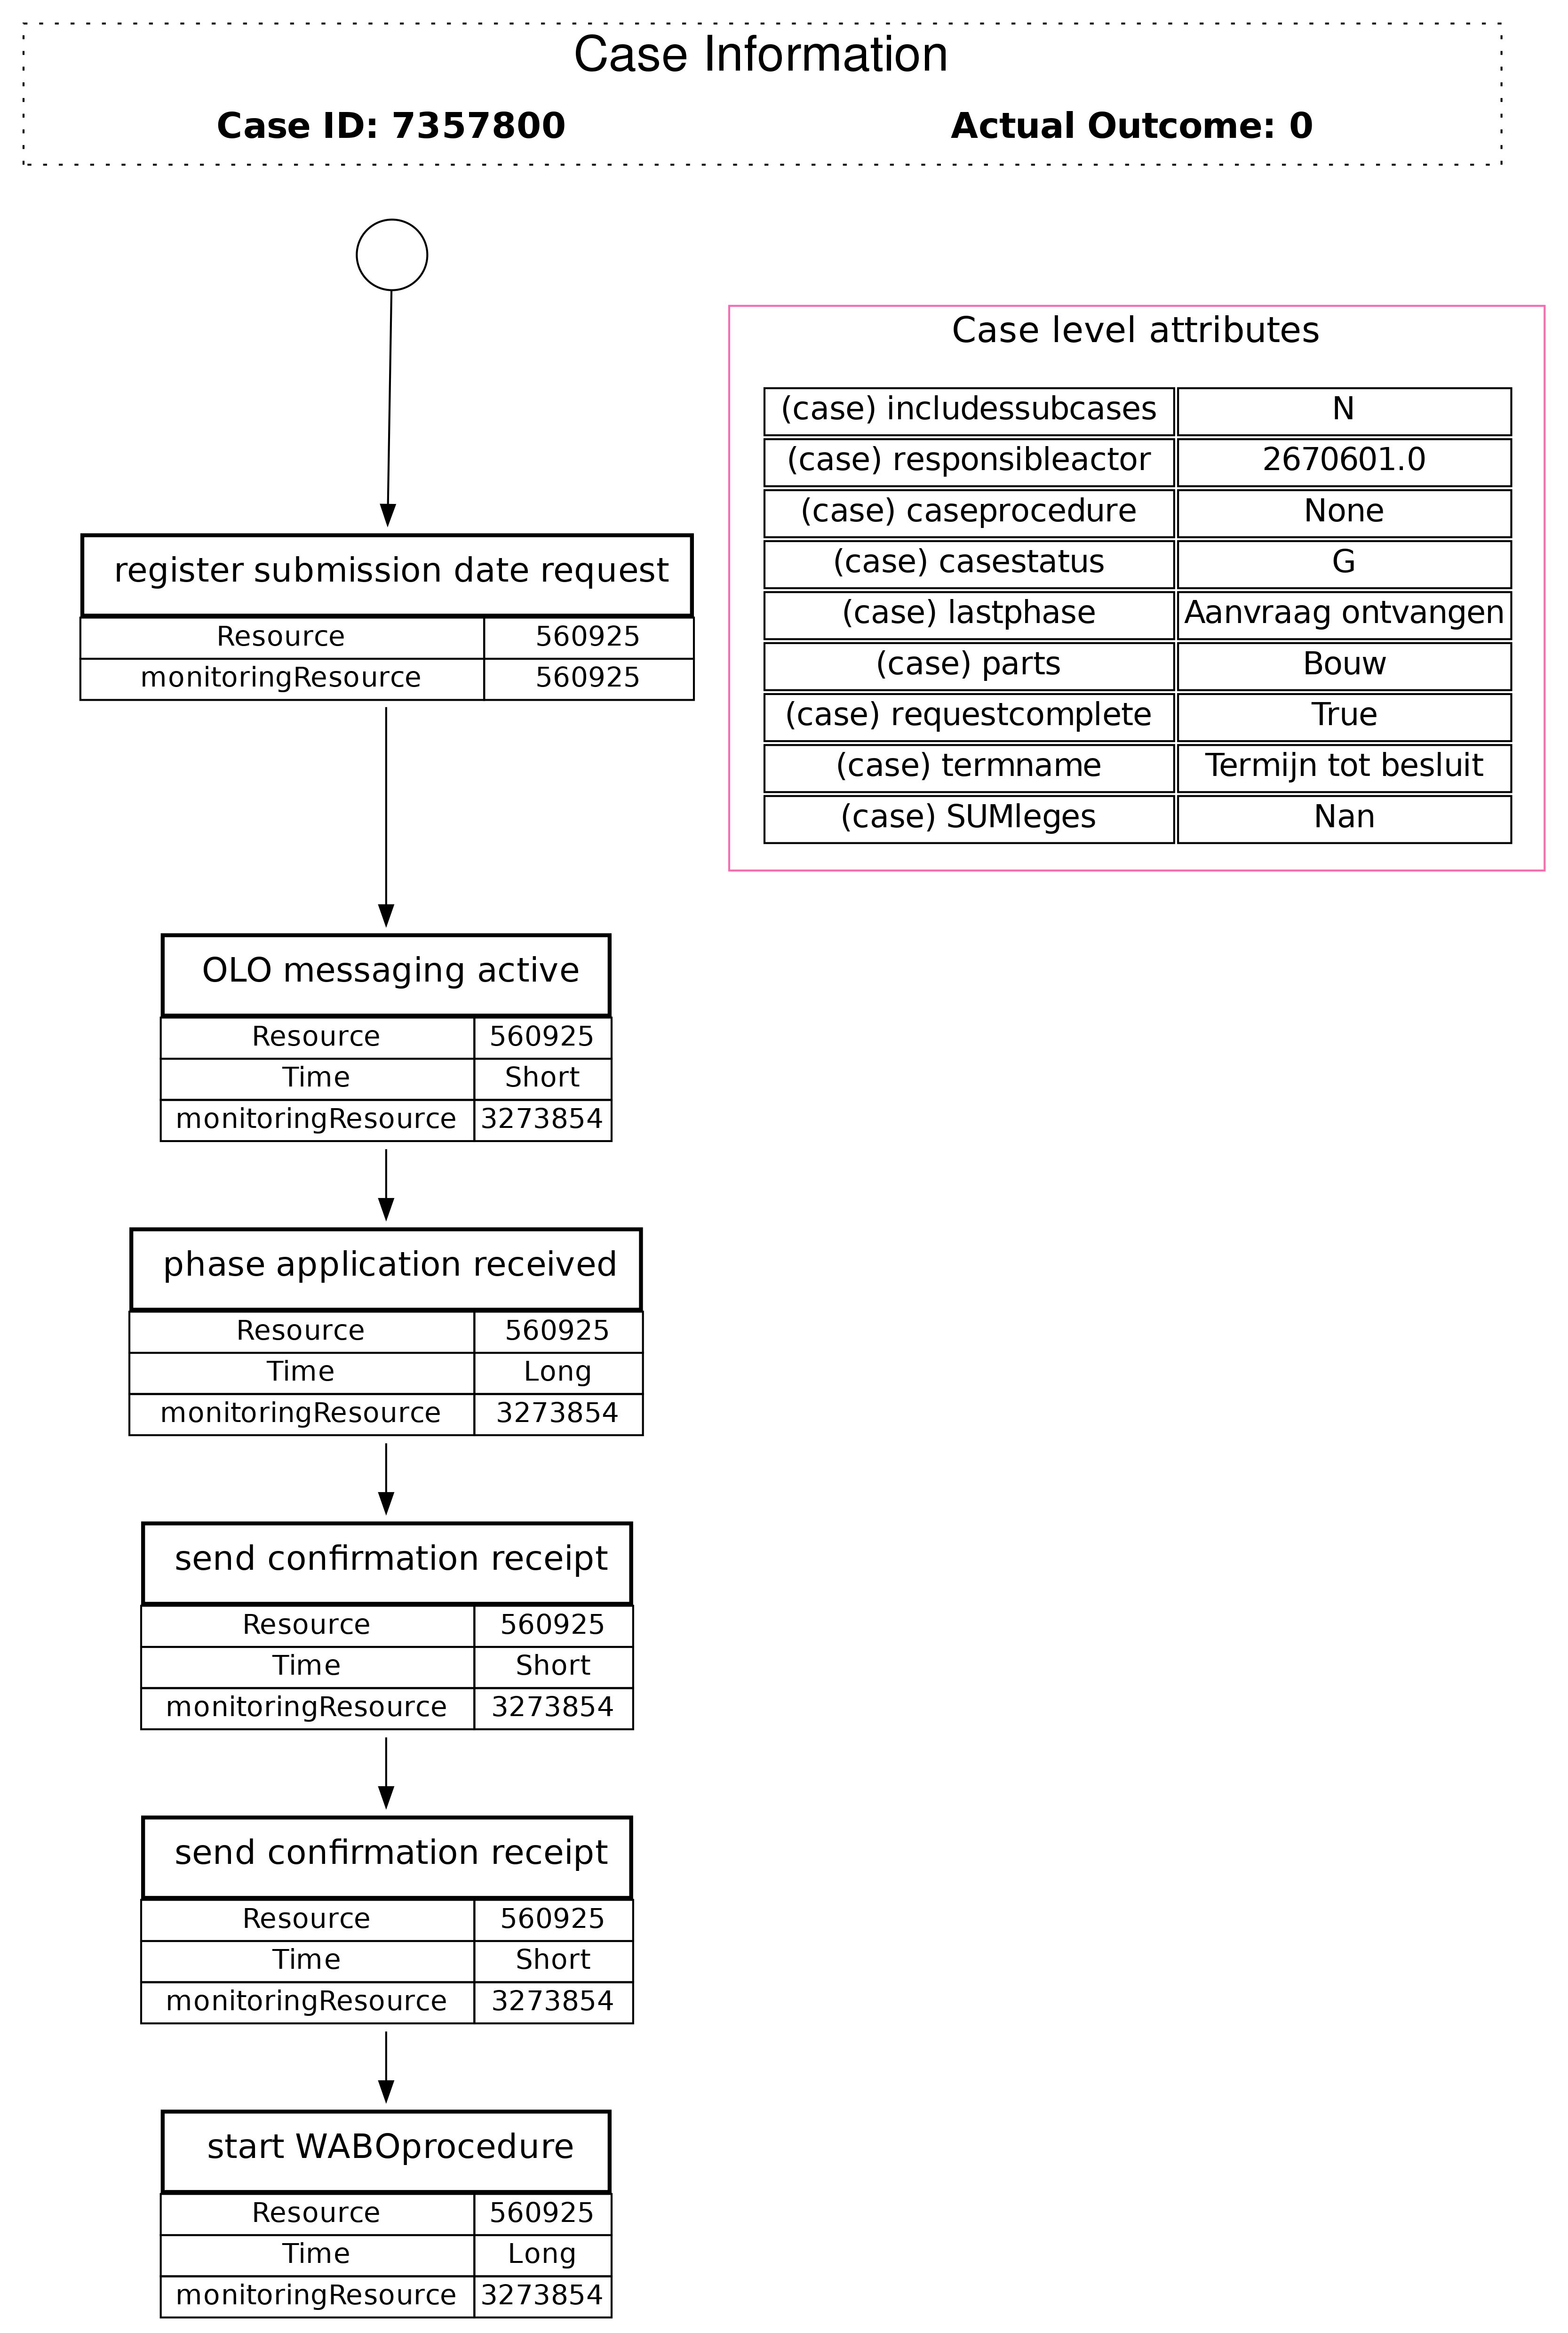 Case Information
Case ID: 7357800 Actual Outcome: 0
Case level attributes
(case) includessubcases N
(case) responsibleactor 2670601.0
(case) caseprocedure None
(case) casestatus G
(case) lastphase Aanvraag ontvangen
(case) parts Bouw
(case) requestcomplete True
(case) termname Termijn tot besluit
(case) SUMleges Nan
register submission date request
Resource 560925
monitoringResource 560925
OLO messaging active
Resource 560925
Time Short
monitoringResource 3273854
phase application received
Resource 560925
Time Long
monitoringResource 3273854
send confirmation receipt
Resource 560925
Time Short
monitoringResource 3273854
send confirmation receipt
Resource 560925
Time Short
monitoringResource 3273854
start WABOprocedure
Resource 560925
Time Long
monitoringResource 3273854